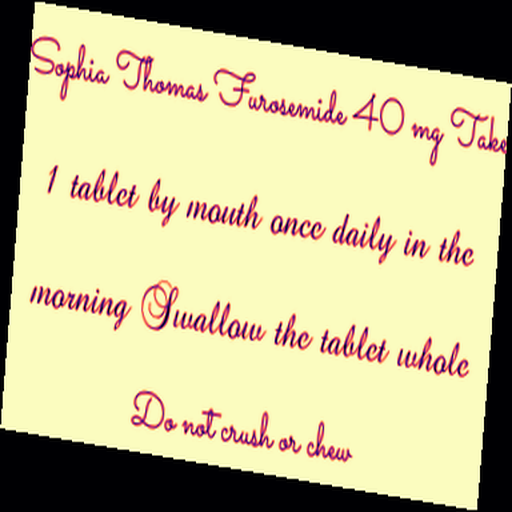 Sophia Thomas Furosemide 40 mg Take
1 tablet by mouth once daily in the
morning Swallow the tablet whole
Do not crush or chew